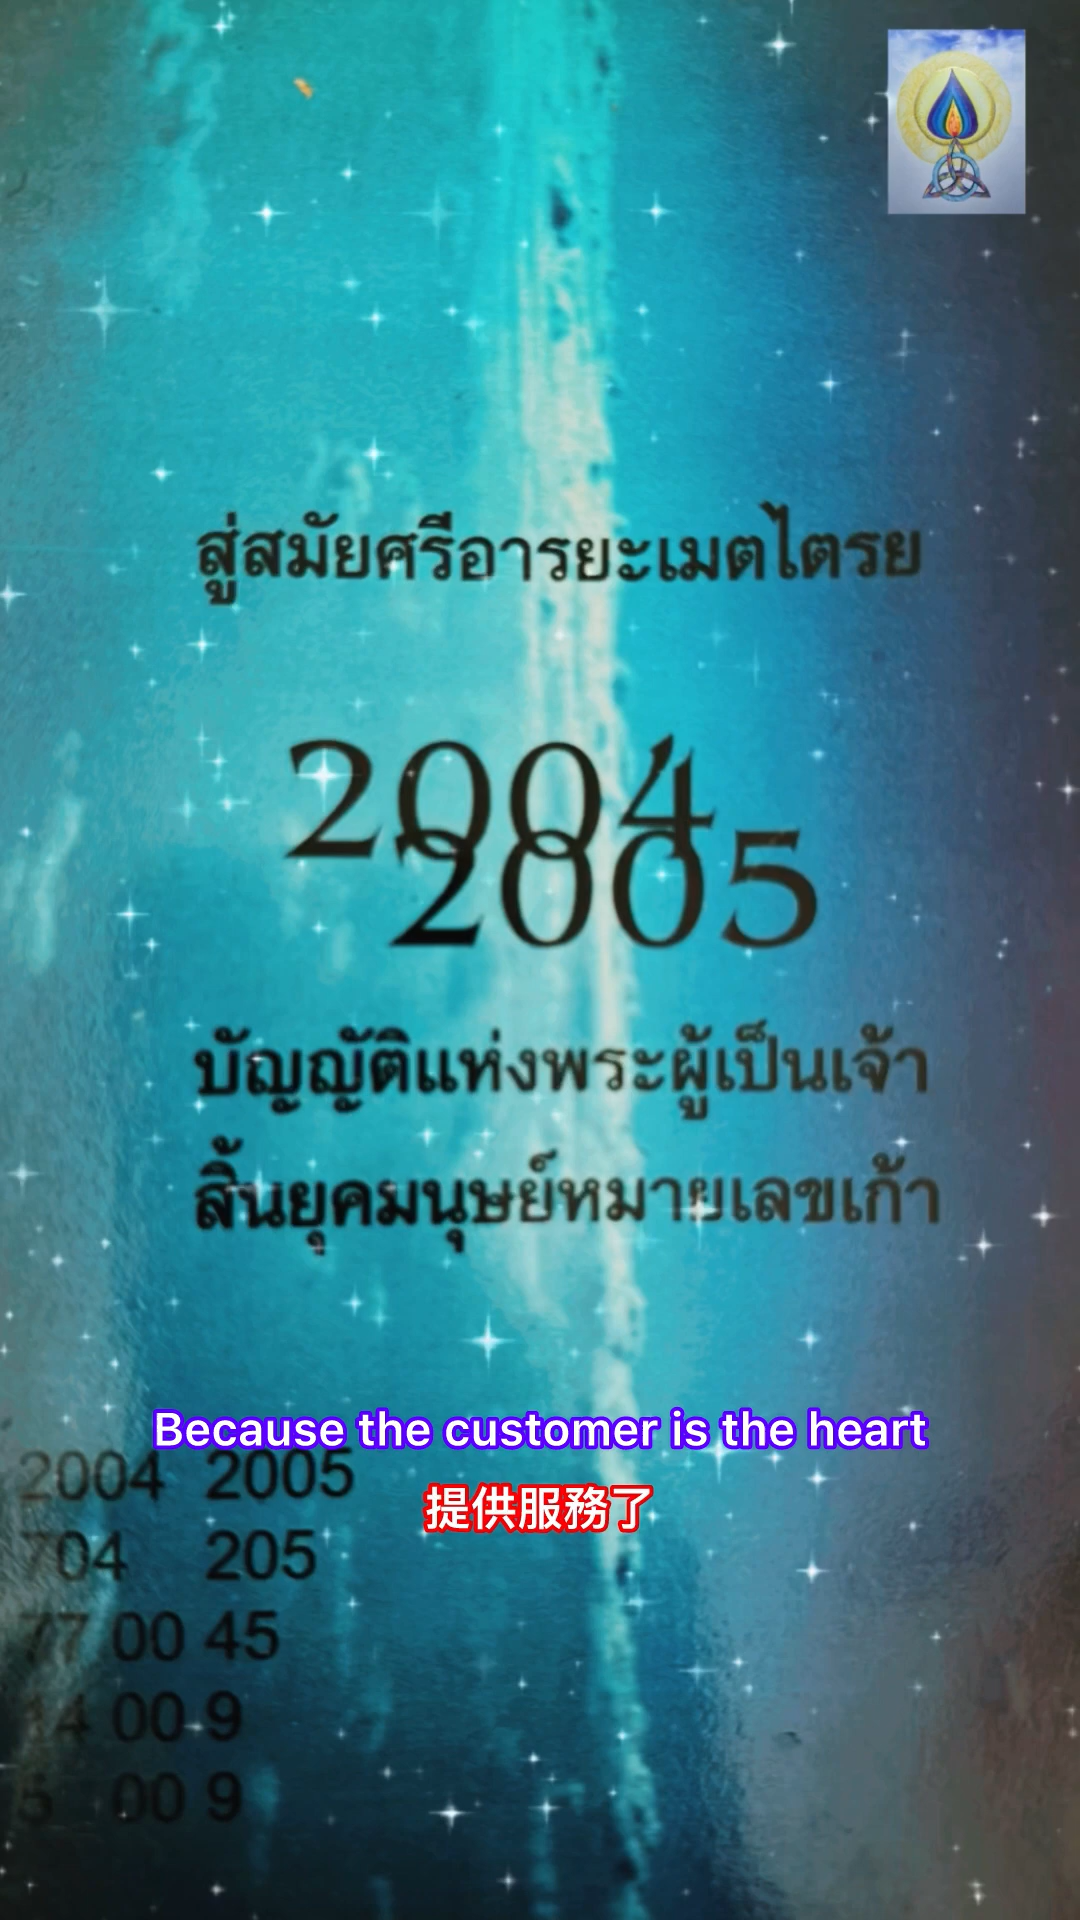 สู่สมัยศรีอารยะเมตไตรย
2004
2005
บัญญัติแห่งพระผู้เป็นเจ้า
สิ้นยุคมนุษย์หมายเลขเก้า
Because the customer is the heart
提供服務了
2004 2005
704 205
77 00 45
14 00 9
5 00 9